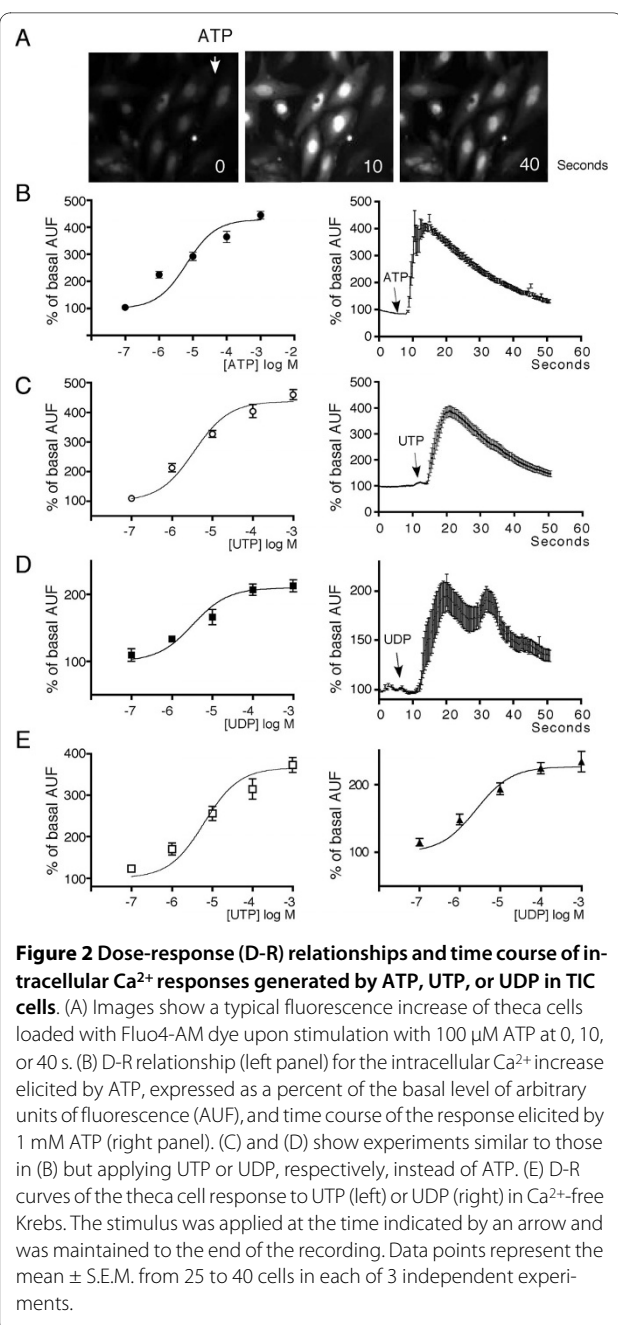 A
ATP
0
10
40
Seconds
B
% of basal AUF
500
400
300
200
100
-7 -6 -5 -4 -3 -2
[ATP] log M
% of basal AUF
500
400
300
200
100
0
ATP
0 10 20 30 40 50 60
Seconds
C
% of basal AUF
500
400
300
200
100
-7 -6 -5 -4 -3
[UTP] log M
% of basal AUF
500
400
300
200
100
0
UTP
0 10 20 30 40 50 60
Seconds
D
% of basal AUF
200
100
-7 -6 -5 -4 -3
[UDP] log M
% of basal AUF
200
150
100
UDP
0 10 20 30 40 50 60
Seconds
E
% of basal AUF
400
300
200
100
-7 -6 -5 -4 -3
[UTP] log M
% of basal AUF
200
100
-7 -6 -5 -4 -3
[UDP] log M
Figure 2 Dose-response (D-R) relationships and time course of in-
tracellular Ca²⁺ responses generated by ATP, UTP, or UDP in TIC
cells. (A) Images show a typical fluorescence increase of theca cells
loaded with Fluo4-AM dye upon stimulation with 100 μM ATP at 0, 10,
or 40 s. (B) D-R relationship (left panel) for the intracellular Ca²⁺ increase
elicited by ATP, expressed as a percent of the basal level of arbitrary
units of fluorescence (AUF), and time course of the response elicited by
1 mM ATP (right panel). (C) and (D) show experiments similar to those
in (B) but applying UTP or UDP, respectively, instead of ATP. (E) D-R
curves of the theca cell response to UTP (left) or UDP (right) in Ca²⁺-free
Krebs. The stimulus was applied at the time indicated by an arrow and
was maintained to the end of the recording. Data points represent the
mean ± S.E.M. from 25 to 40 cells in each of 3 independent experi-
ments.